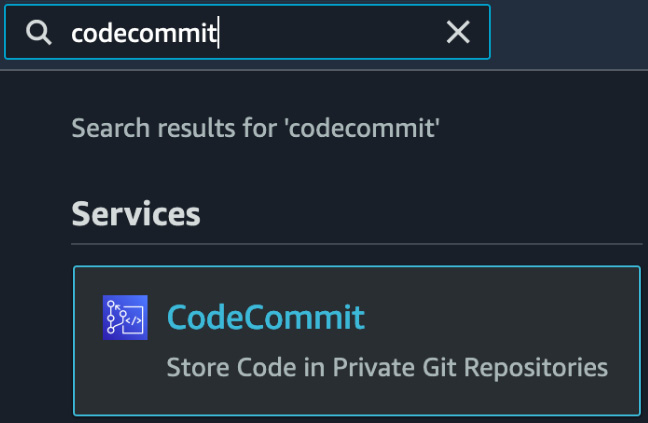 codecommit
Search results for 'codecommit'
Services
CodeCommit
Store Code in Private Git Repositories